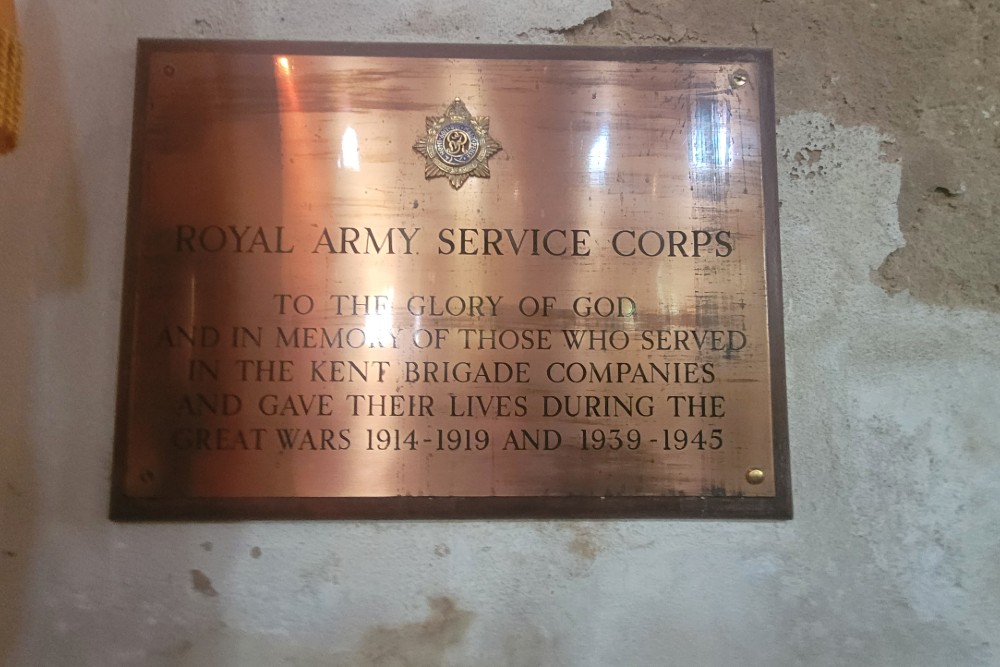 ROYAL ARMY SERVICE CORPS
TO THE GLORY OF GOD
AND IN MEMORY OF THOSE WHO SERVED
IN THE KENT BRIGADE COMPANIES
AND GAVE THEIR LIVES DURING THE
GREAT WARS 1914-1919 AND 1939-1945